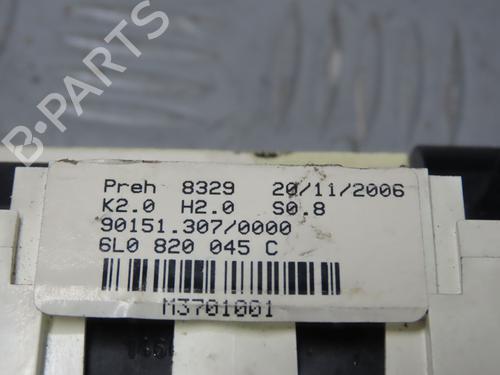 B-PARTS
Preh 8329 20/11/2006
K2.0 H2.0 S0.8
90151.307/0000
6L0 820 045 C
M3701001